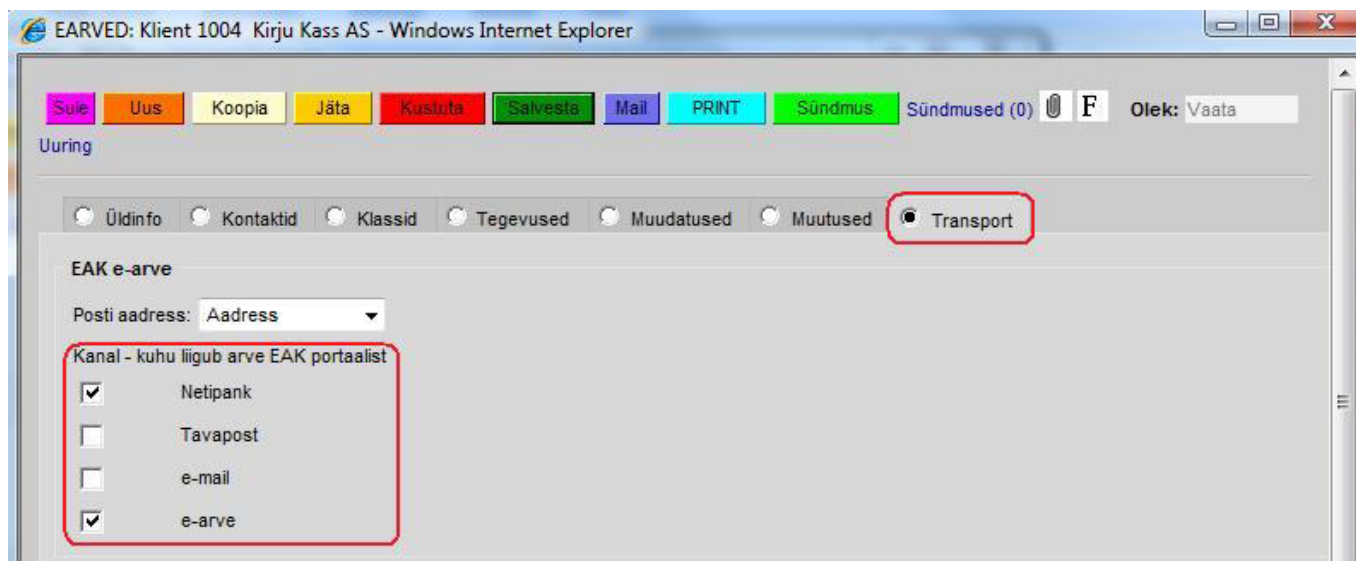 EARVED: Klient 1004 Kirju Kass AS - Windows Internet Explorer
Sule Uus Koopia Jäta Kustuta Salvesta Mail PRINT Sündmus Sündmused (0) F Olek: Vaata
Uuring
Üldinfo Kontaktid Klassid Tegevused Muudatused Muutused Transport
EAK e-arve
Posti aadress: Aadress
Kanal - kuhu liigub arve EAK portaalist
Netipank
Tavapost
e-mail
e-arve